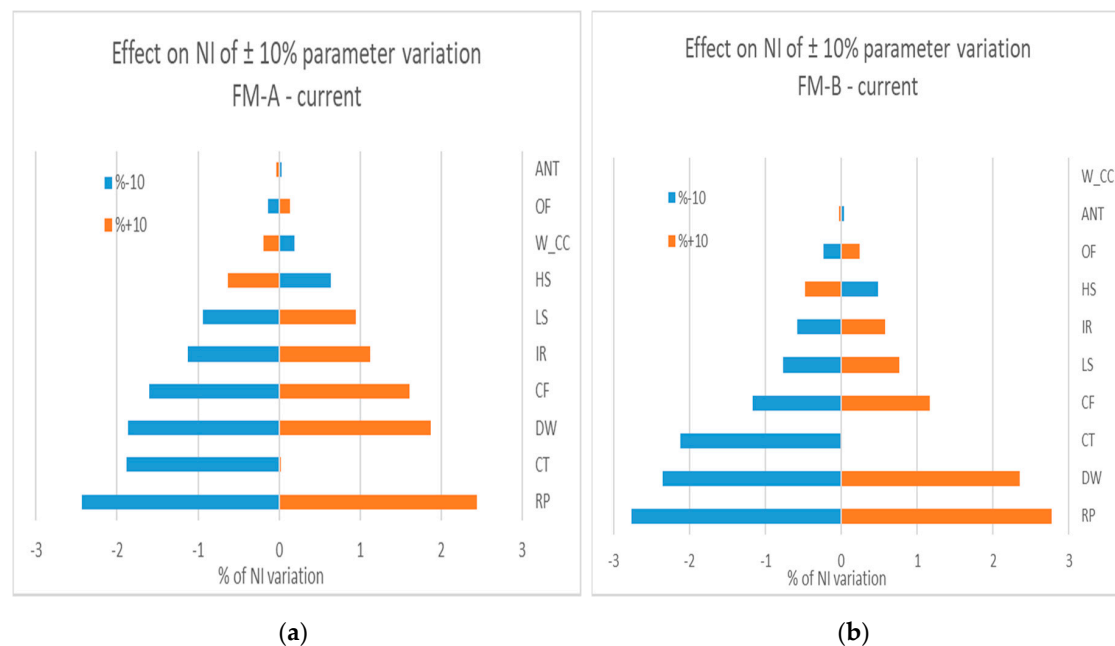 Effect on NI of ± 10% parameter variation
FM-A - current
%-10
%+10
ANT
OF
W_CC
HS
LS
IR
CF
DW
CT
RP
-3 -2 -1 0 1 2 3
% of NI variation
(a)
Effect on NI of ± 10% parameter variation
FM-B - current
%-10
%+10
W_CC
ANT
OF
HS
IR
LS
CF
CT
DW
RP
-3 -2 -1 0 1 2 3
% of NI variation
(b)